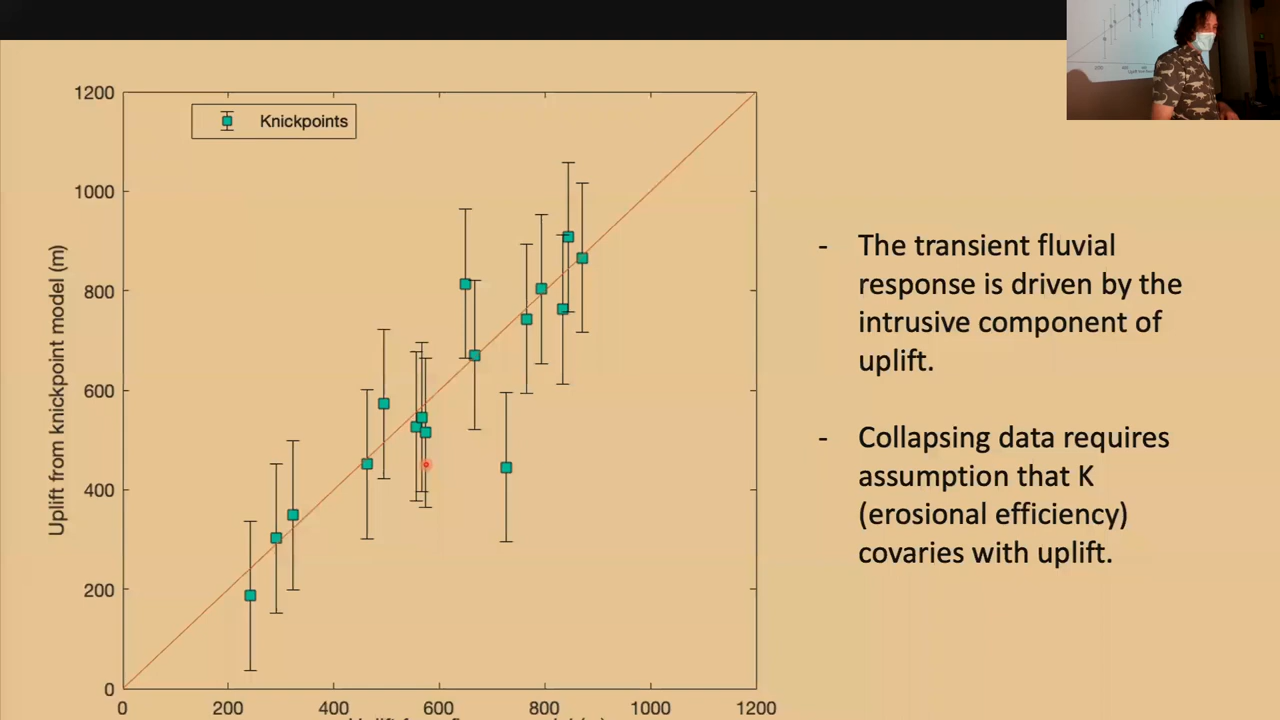 1200
1000
800
600
400
200
0
Uplift from knickpoint model (m)
Knickpoints
0 200 400 600 800 1000 1200
- The transient fluvial
response is driven by the
intrusive component of
uplift.
- Collapsing data requires
assumption that K
(erosional efficiency)
covaries with uplift.